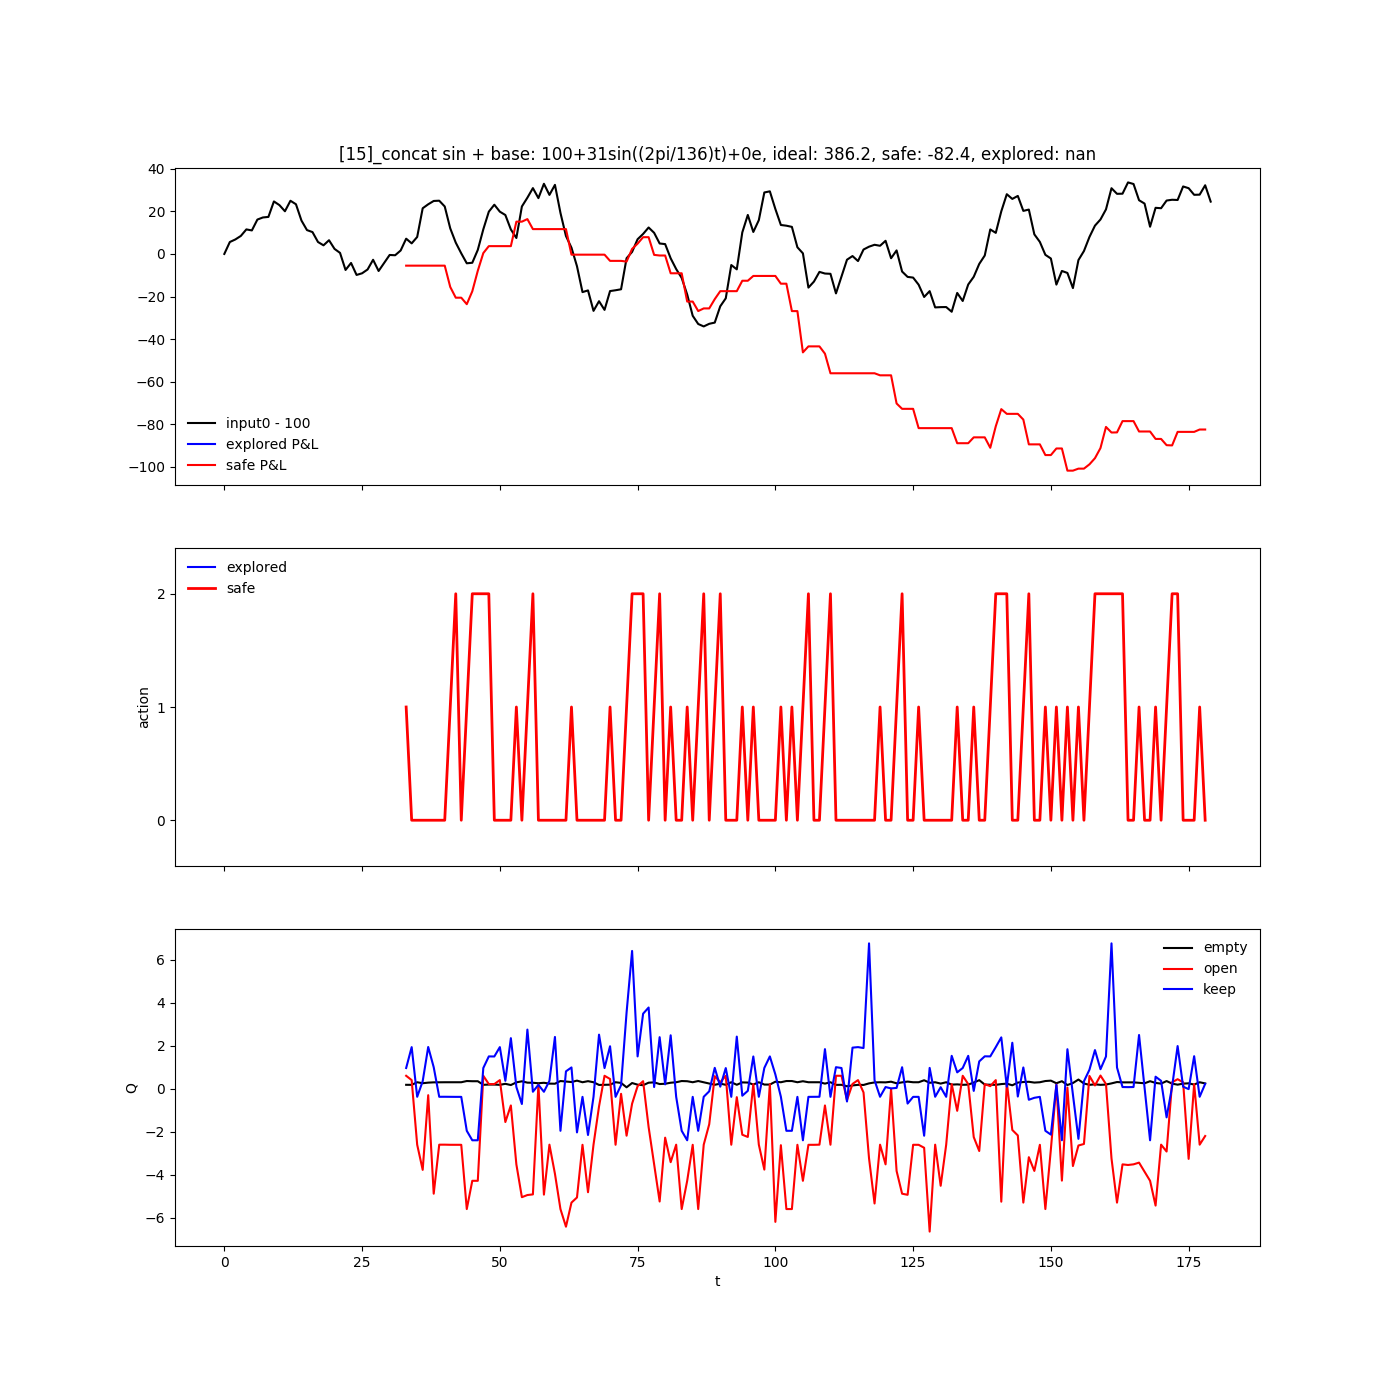 [15]_concat sin + base: 100+31sin((2pi/136)t)+0e, ideal: 386.2, safe: -82.4, explored: nan
40
20
0
−20
−40
−60
−80
−100
input0 - 100
explored P&L
safe P&L
explored
safe
2
1
0
action
empty
open
keep
6
4
2
0
−2
−4
−6
Q
0 25 50 75 100 125 150 175
t